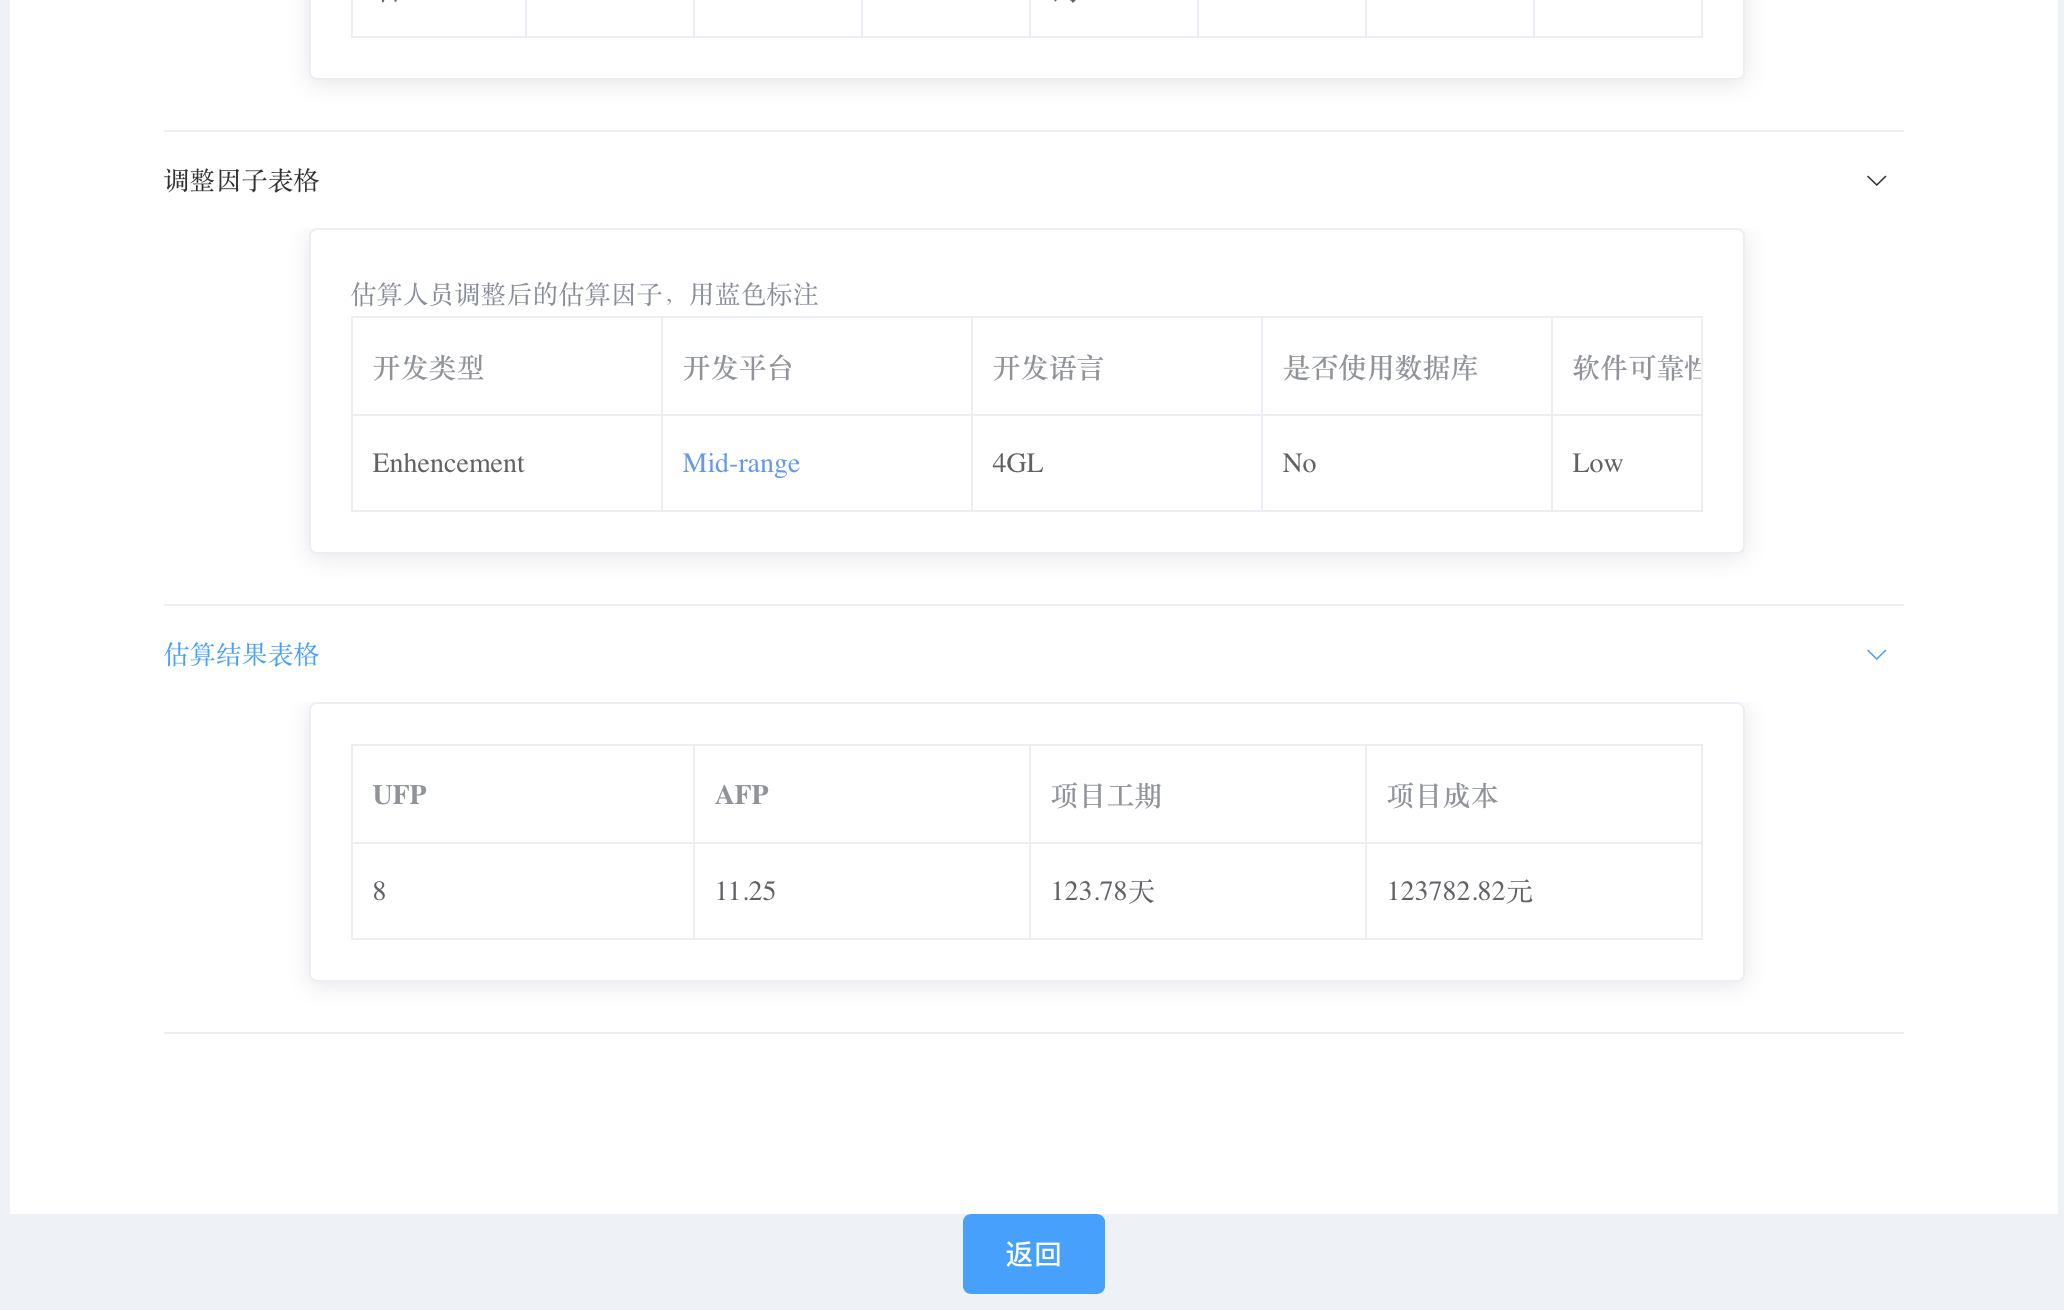 调整因子表格
估算人员调整后的估算因子，用蓝色标注
开发类型 开发平台 开发语言 是否使用数据库 软件可靠性
Enhencement Mid-range 4GL No Low
估算结果表格
UFP AFP 项目工期 项目成本
8 11.25 123.78天 123782.82元
返回